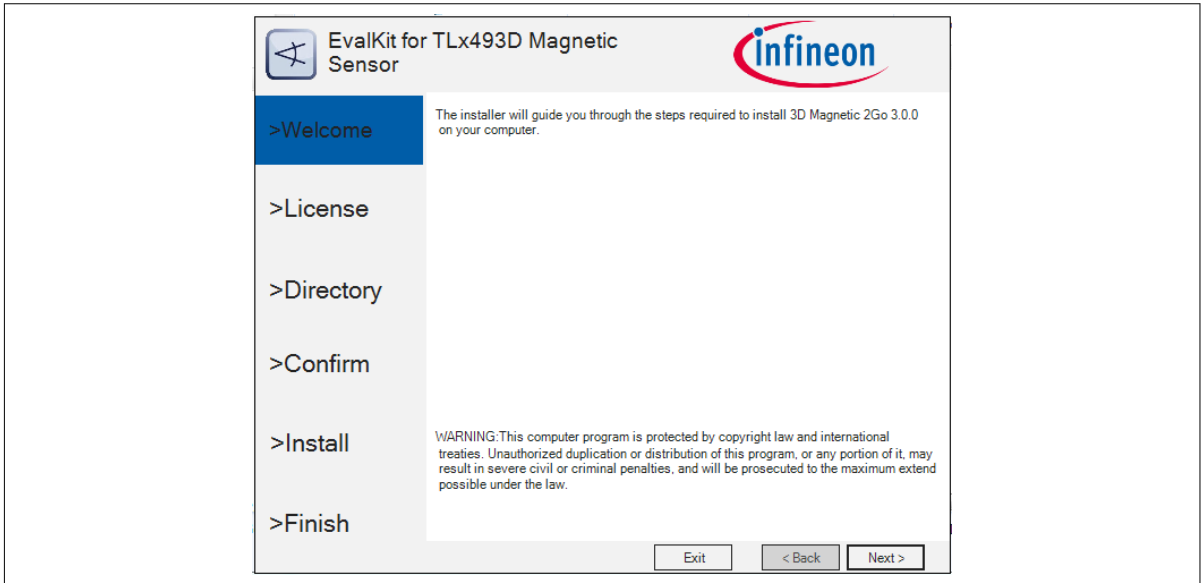 EvalKit for TLx493D Magnetic
Sensor
infineon
>Welcome
The installer will guide you through the steps required to install 3D Magnetic 2Go 3.0.0
on your computer.
>License
>Directory
>Confirm
>Install
WARNING:This computer program is protected by copyright law and international
treaties. Unauthorized duplication or distribution of this program, or any portion of it, may
result in severe civil or criminal penalties, and will be prosecuted to the maximum extend
possible under the law.
>Finish
Exit
< Back
Next >